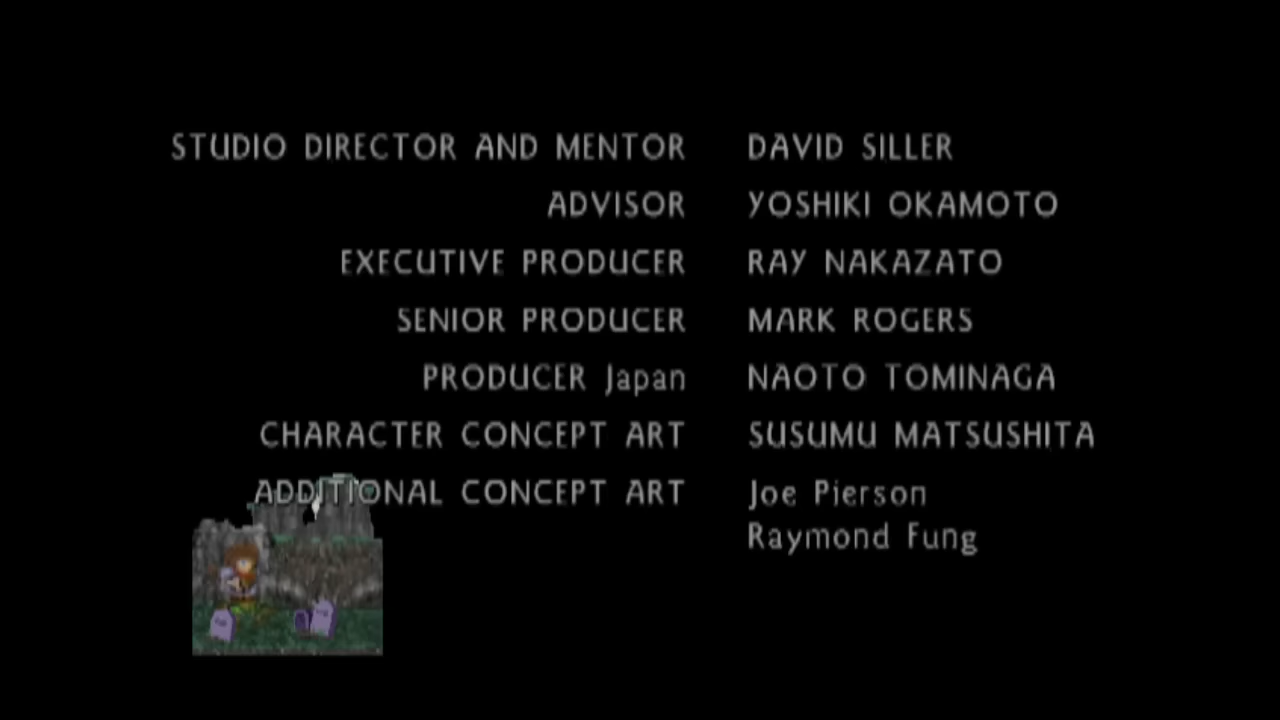 STUDIO DIRECTOR AND MENTOR DAVID SILLER
ADVISOR YOSHIKI OKAMOTO
EXECUTIVE PRODUCER RAY NAKAZATO
SENIOR PRODUCER MARK ROGERS
PRODUCER Japan NAOTO TOMINAGA
CHARACTER CONCEPT ART SUSUMU MATSUSHITA
ADDITIONAL CONCEPT ART Joe Pierson
Raymond Fung